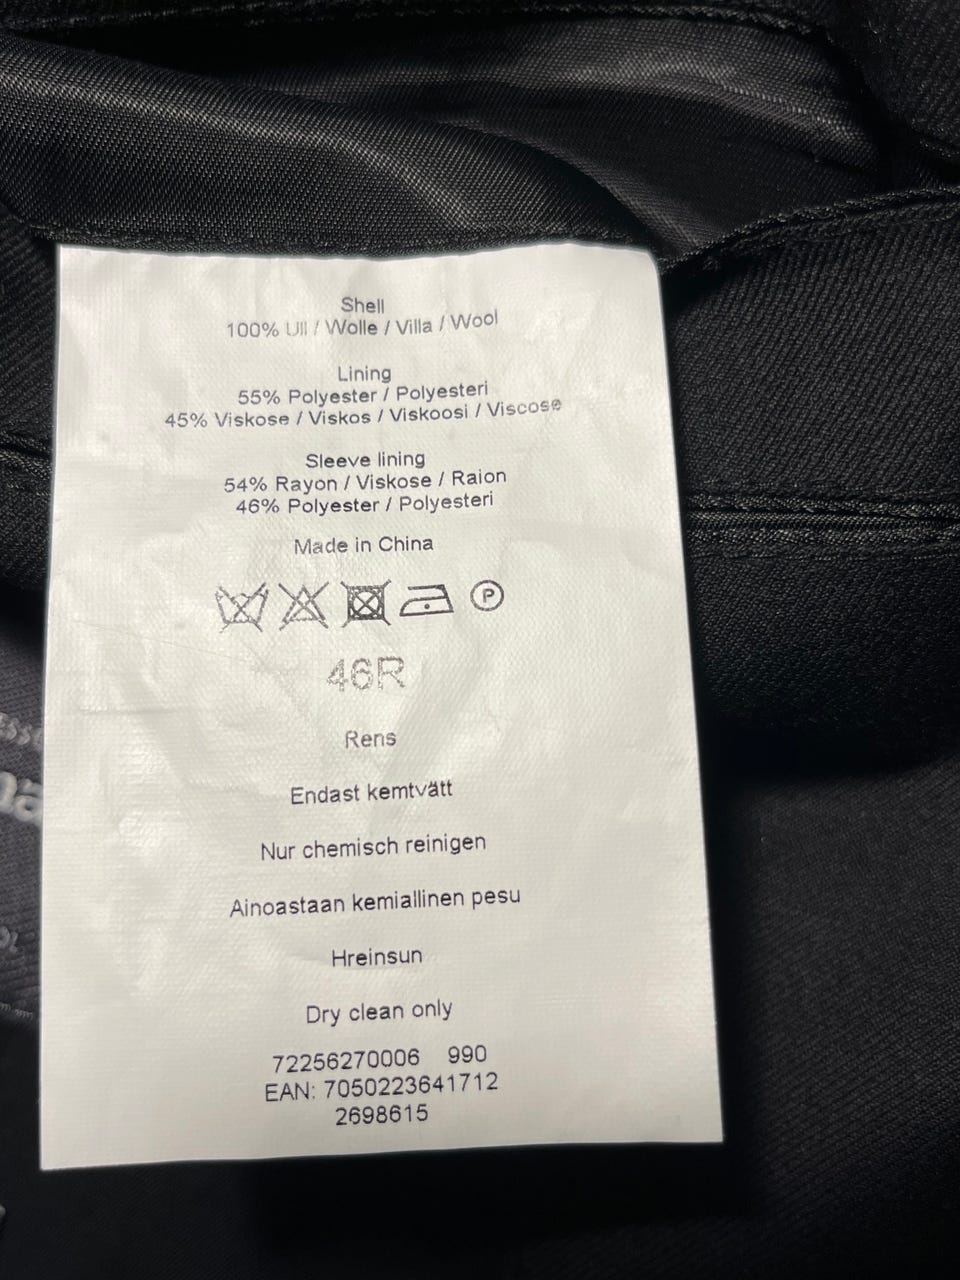 Shell
100% Ull / Wolle / Villa / Wool
Lining
55% Polyester / Polyesteri
45% Viskose / Viskos / Viskoosi / Viscose
Sleeve lining
54% Rayon / Viskose / Raion
46% Polyester / Polyesteri
Made in China
P
46R
Rens
Endast kemtvätt
Nur chemisch reinigen
Ainoastaan kemiallinen pesu
Hreinsun
Dry clean only
72256270006 990
EAN: 7050223641712
2698615